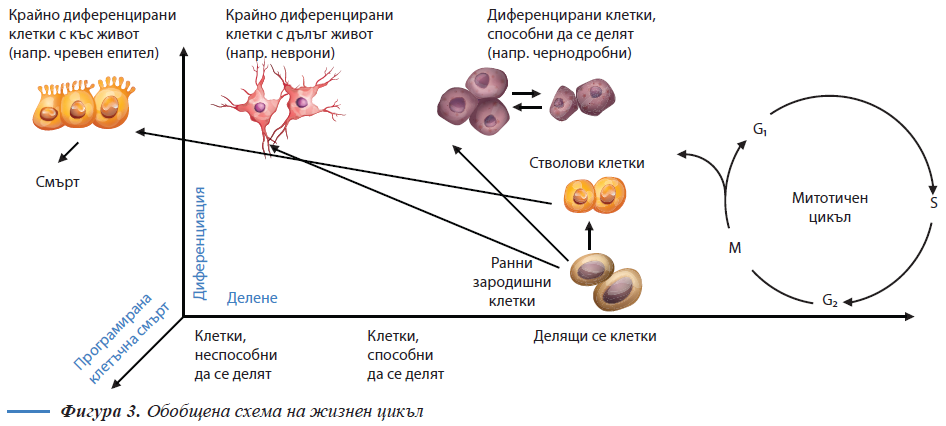 Крайно диференцирани
клетки с къс живот
(напр. чревен епител)
Крайно диференцирани
клетки с дълъг живот
(напр. неврони)
Диференцирани клетки,
способни да се делят
(напр. чернодробни)
Смърт
Стволови клетки
Ранни
зародишни
клетки
G₁
S
Митотичен
цикъл
M
G₂
Диференциация
Делене
Програмирана
клетъчна смърт
Клетки,
неспособни
да се делят
Клетки,
способни
да се делят
Делящи се клетки
Фигура 3. Обобщена схема на жизнен цикъл